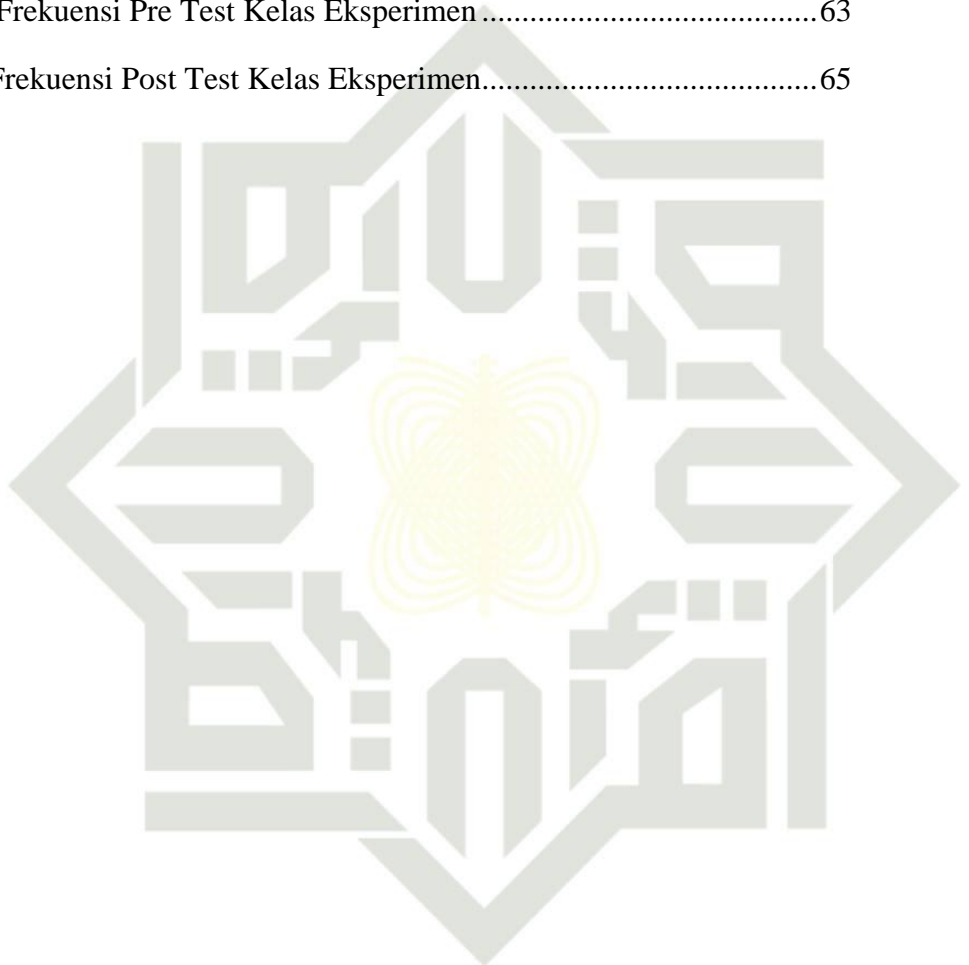 Frekuensi Pre Test Kelas Eksperimen ..........................................63
Frekuensi Post Test Kelas Eksperimen..........................................65